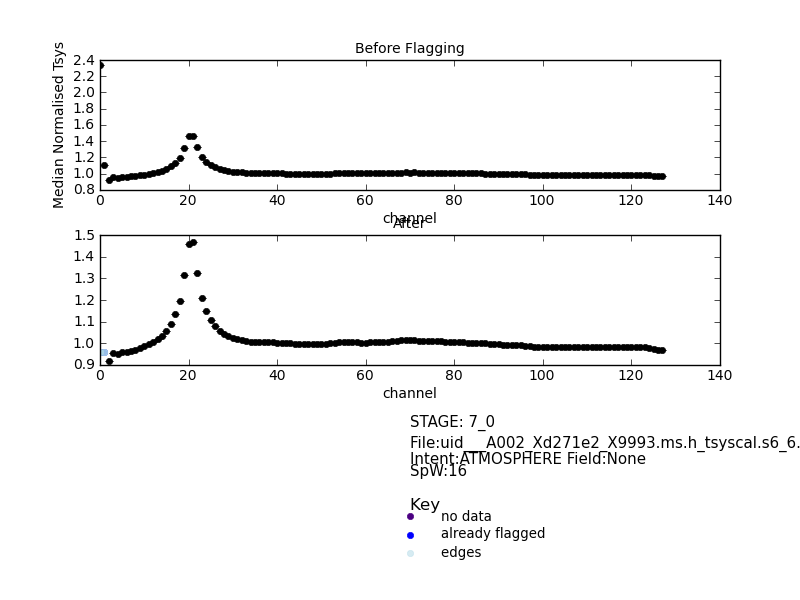 Before Flagging
Median Normalised Tsys
2.4
2.2
2.0
1.8
1.6
1.4
1.2
1.0
0.8
0 20 40 60 80 100 120 140
channel
After
1.5
1.4
1.3
1.2
1.1
1.0
0.9
0 20 40 60 80 100 120 140
channel
STAGE: 7_0
File:uid___A002_Xd271e2_X9993.ms.h_tsyscal.s6_6.
Intent:ATMOSPHERE Field:None
SpW:16
Key
no data
already flagged
edges